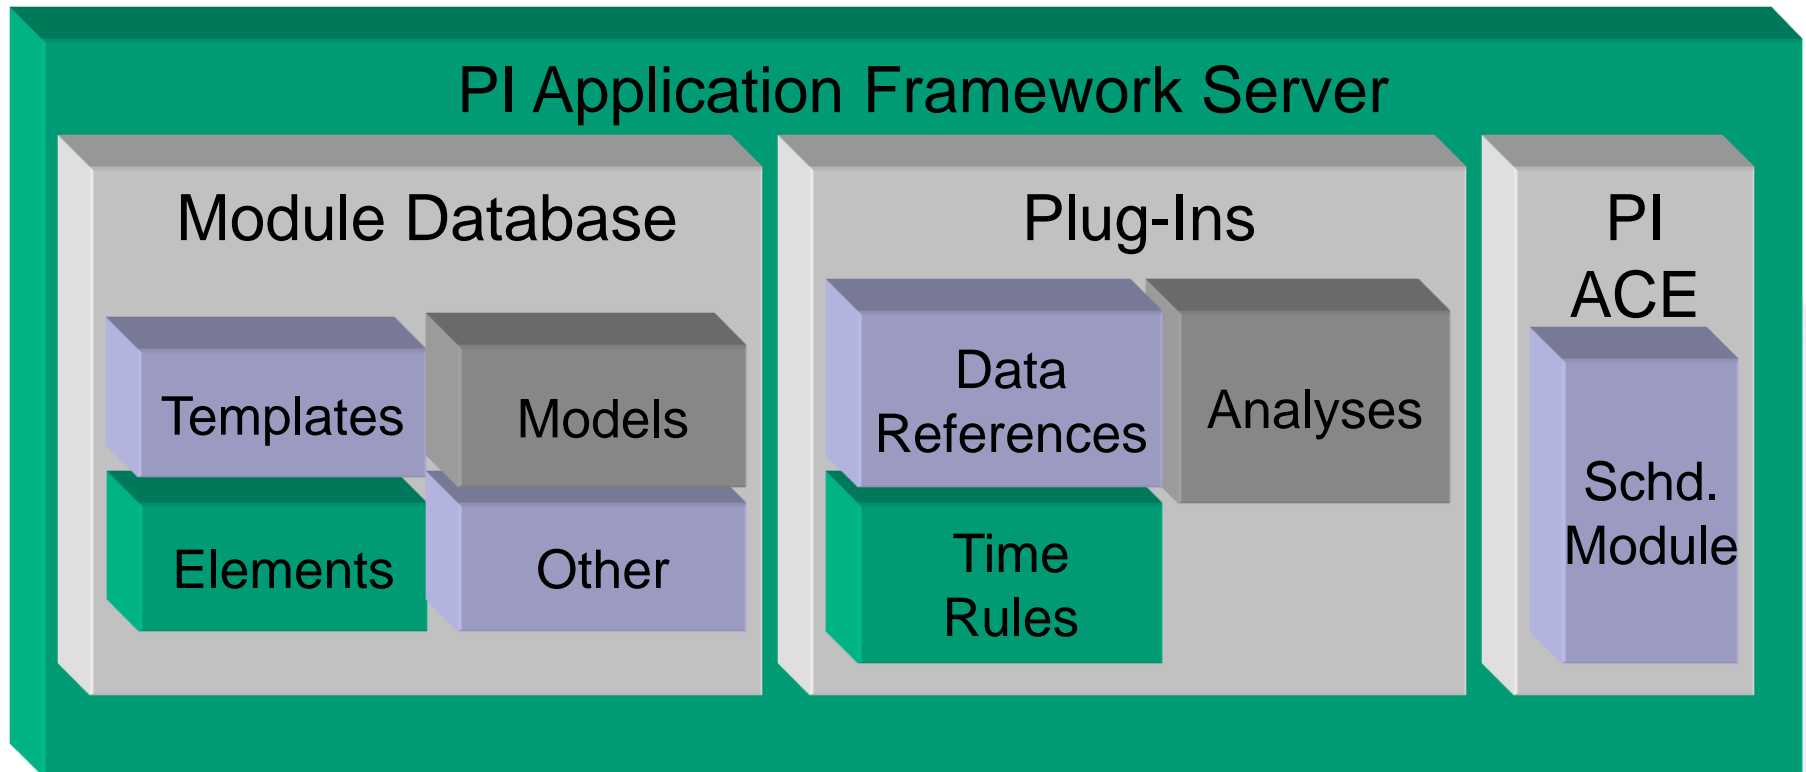 PI Application Framework Server
Module Database
Templates
Models
Elements
Other
Plug-Ins
Data
References
Analyses
Time
Rules
PI
ACE
Schd.
Module